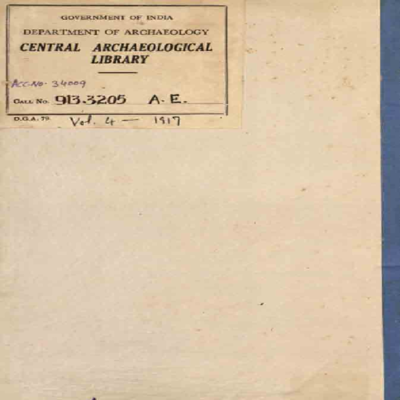 GOVERNMENT OF INDIA
DEPARTMENT OF ARCHAEOLOGY
CENTRAL ARCHAEOLOGICAL
LIBRARY
ACC. NO. 34009
CALL No. 913.3205 A.E.
D.G.A. 79.
Vol. 4 — 1917